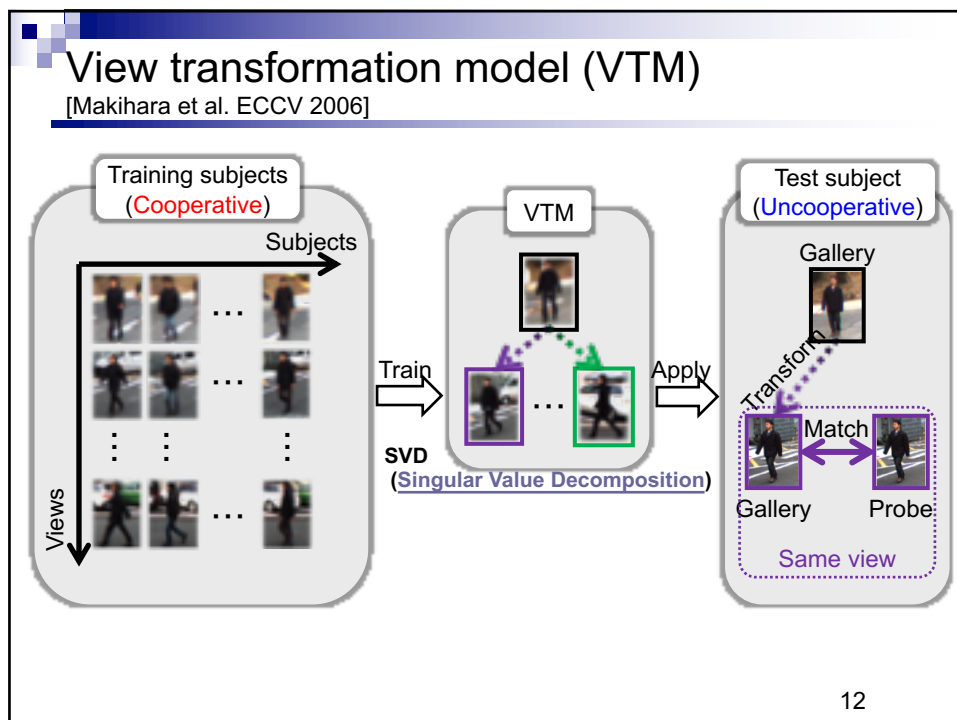 View transformation model (VTM)
[Makihara et al. ECCV 2006]
Training subjects
(Cooperative)
Subjects
Views
...
...
...
Train
SVD
(Singular Value Decomposition)
VTM
...
Apply
Test subject
(Uncooperative)
Gallery
Transform
Match
Gallery
Probe
Same view
12